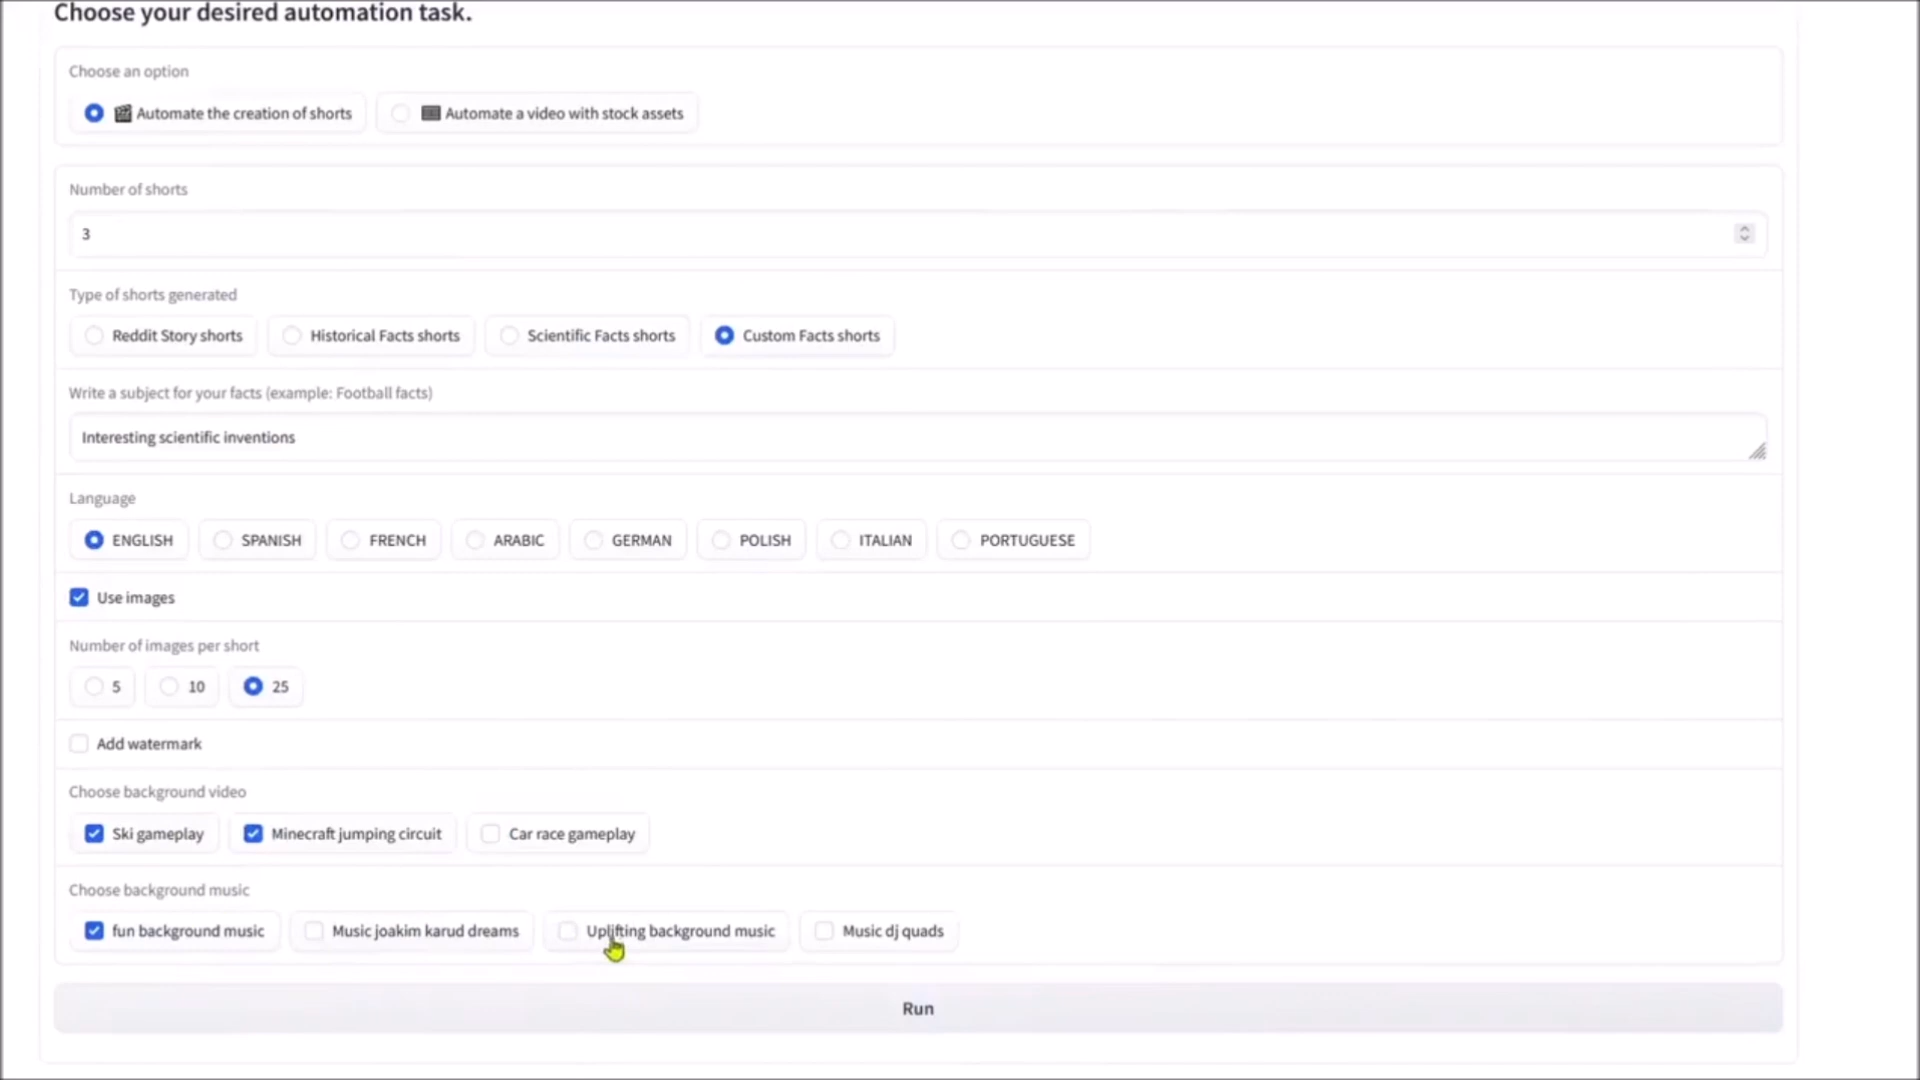 Choose your desired automation task.
Choose an option
Automate the creation of shorts Automate a video with stock assets
Number of shorts
3
Type of shorts generated
Reddit Story shorts Historical Facts shorts Scientific Facts shorts Custom Facts shorts
Write a subject for your facts (example: Football facts)
Interesting scientific inventions
Language
ENGLISH SPANISH FRENCH ARABIC GERMAN POLISH ITALIAN PORTUGUESE
Use images
Number of images per short
5 10 25
Add watermark
Choose background video
Ski gameplay Minecraft jumping circuit Car race gameplay
Choose background music
fun background music Music joakim karud dreams Uplifting background music Music dj quads
Run